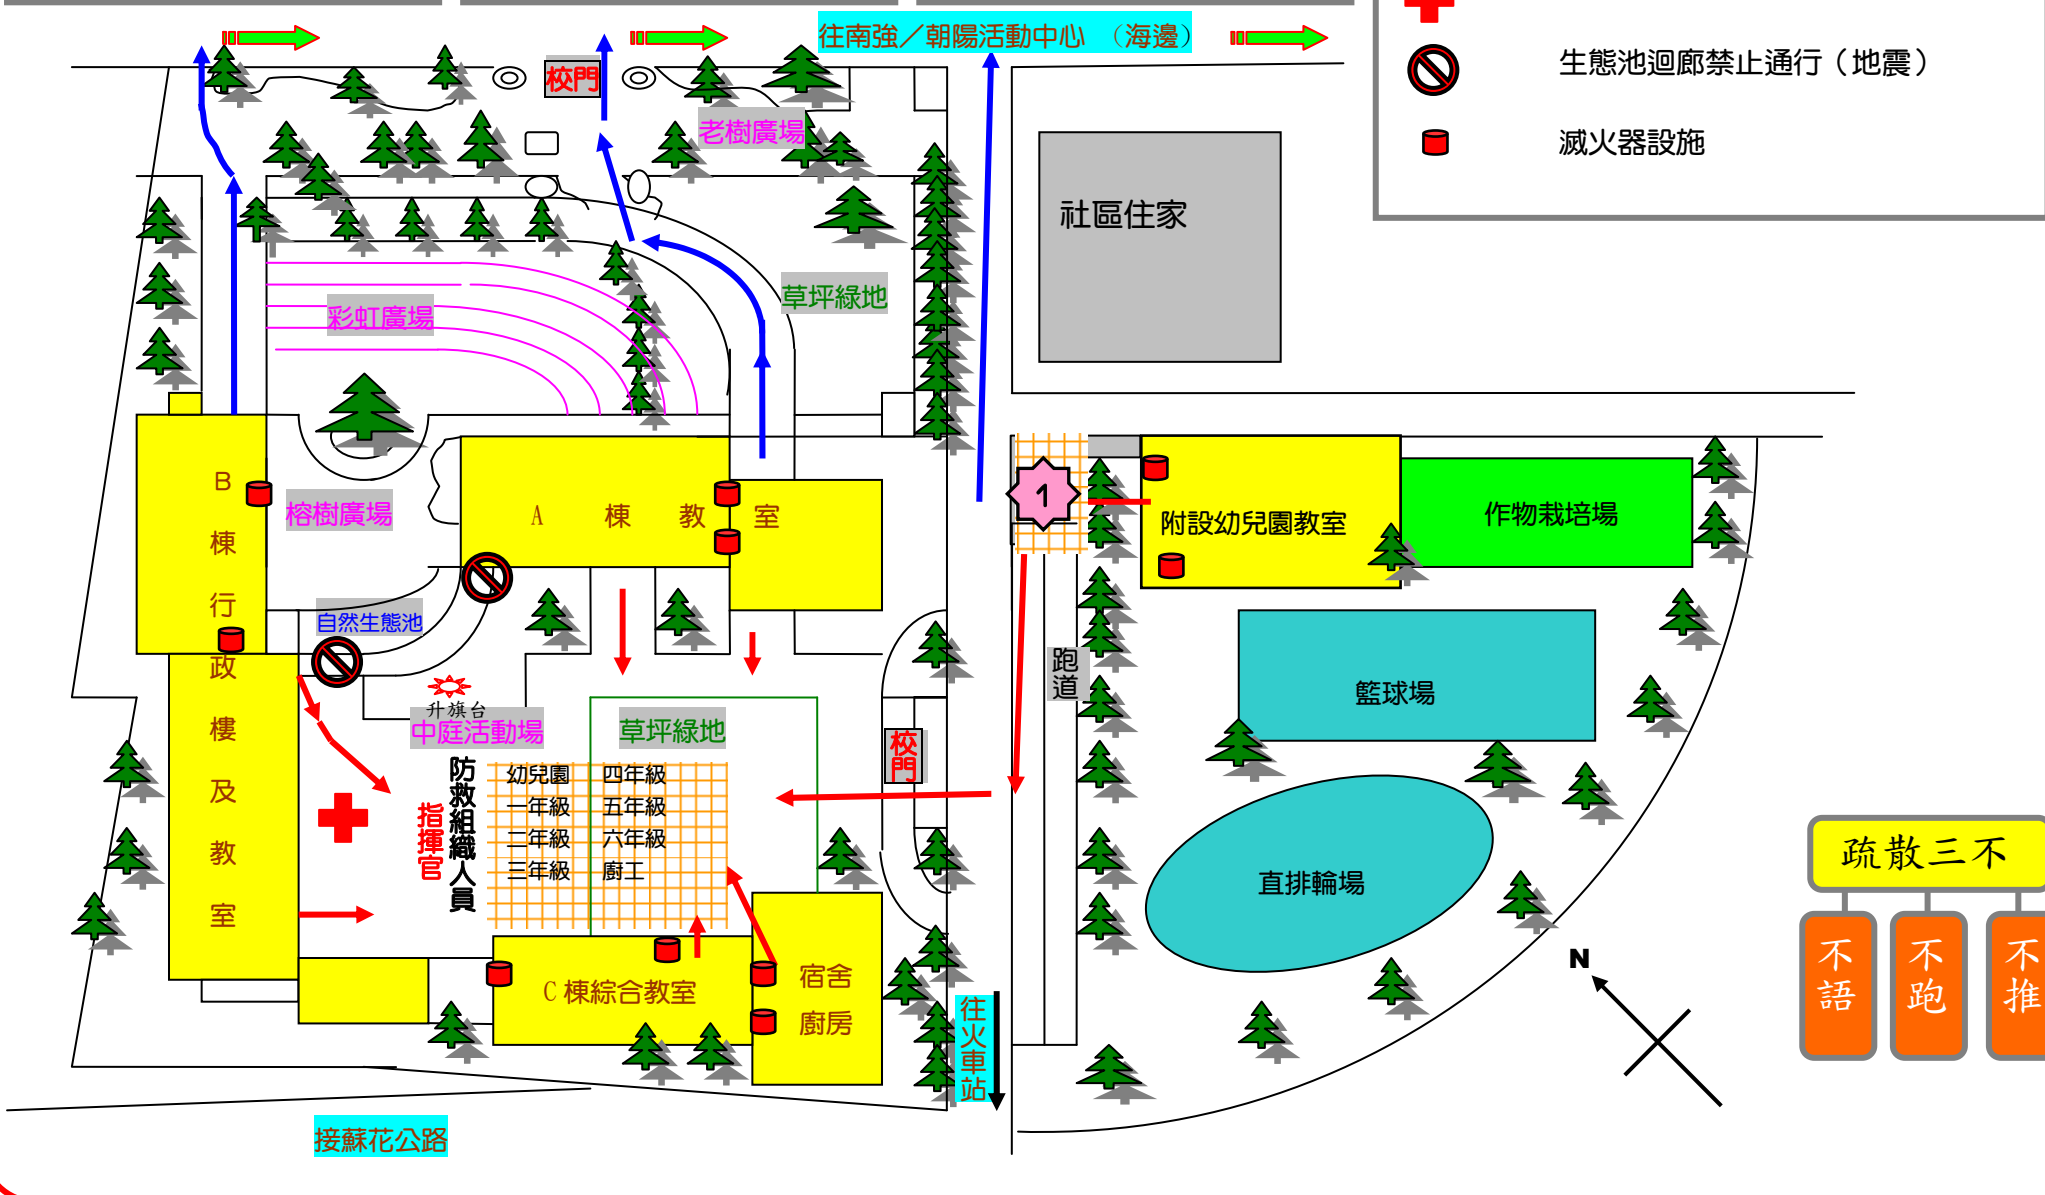 往南強／朝陽活動中心 （海邊）
校門
生態池迴廊禁止通行（地震）
老樹廣場
滅火器設施
社區住家
草坪綠地
彩虹廣場
B棟行政樓及教室
榕樹廣場
A 棟教室
1
附設幼兒園教室
作物栽培場
自然生態池
跑道
籃球場
升旗台
中庭活動場
草坪綠地
校門
防救組織人員
指揮官
幼兒園 四年級
一年級 五年級
二年級 六年級
三年級 廚工
直排輪場
疏散三不
不語
不跑
不推
N
C棟綜合教室
宿舍
廚房
往火車站
接蘇花公路